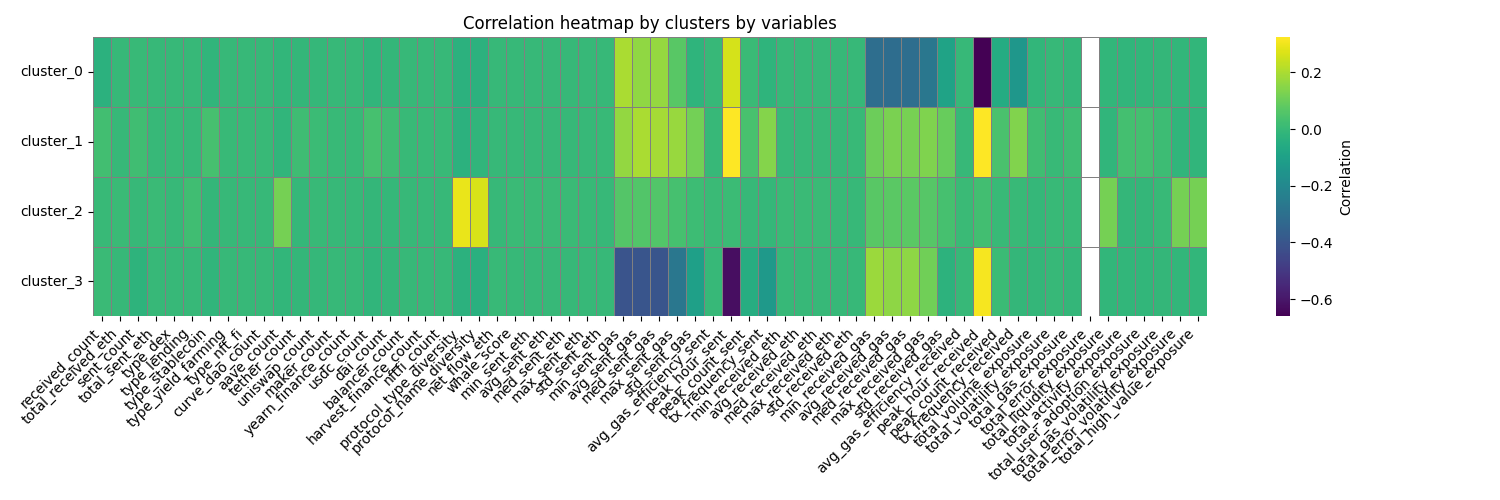 Correlation heatmap by clusters by variables
cluster_0
cluster_1
cluster_2
cluster_3
received_count
total_received_eth
sent_count
total_sent_eth
type_dex
type_lending
type_stablecoin
type_yield_farming
type_nft_fi
curve_dao_count
aave_count
tether_count
uniswap_count
maker_count
yearn_finance_count
usdc_count
dai_count
balancer_count
harvest_finance_count
nftfi_count
protocol_type_diversity
protocol_name_diversity
net_flow_eth
whale_score
min_sent_eth
avg_sent_eth
med_sent_eth
max_sent_eth
std_sent_eth
min_sent_gas
avg_sent_gas
med_sent_gas
max_sent_gas
std_sent_gas
avg_gas_efficiency_sent
peak_hour_sent
peak_count_sent
tx_frequency_sent
min_received_eth
avg_received_eth
med_received_eth
max_received_eth
std_received_eth
min_received_gas
avg_received_gas
med_received_gas
max_received_gas
std_received_gas
avg_gas_efficiency_received
peak_hour_received
peak_count_received
tx_frequency_received
total_volume_exposure
total_volatility_exposure
total_gas_exposure
total_error_exposure
total_liquidity_exposure
total_activity_exposure
total_user_adoption_exposure
total_gas_volatility_exposure
total_error_volatility_exposure
total_high_value_exposure
0.2
0.0
−0.2
−0.4
−0.6
Correlation